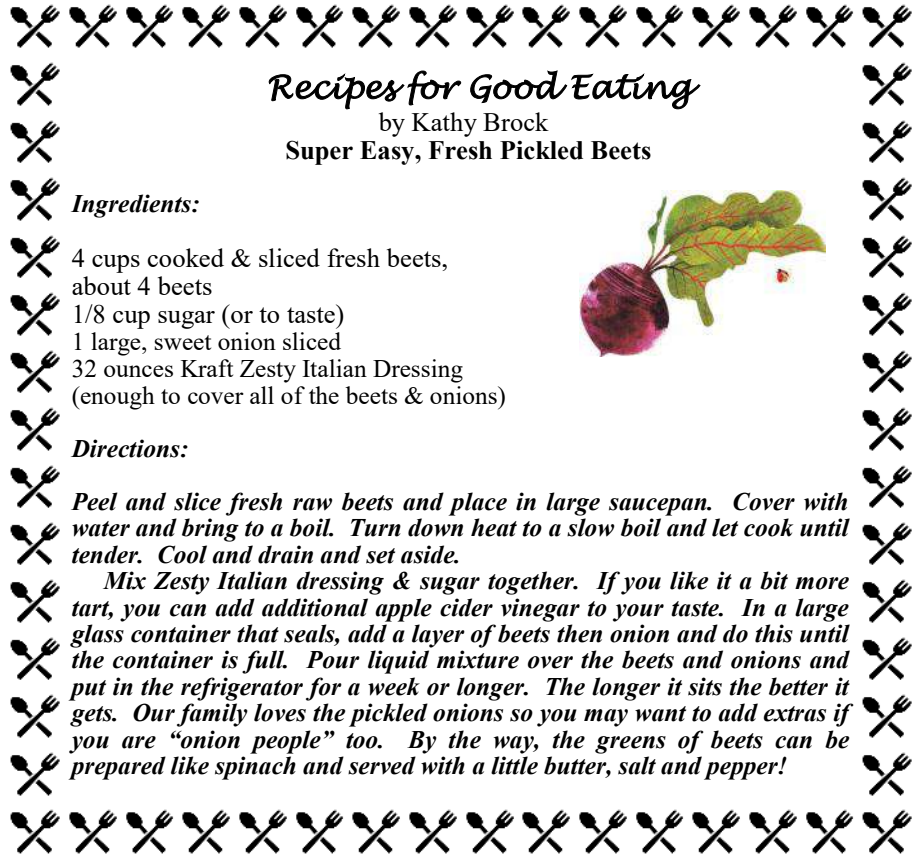 Recipes for Good Eating
by Kathy Brock
Super Easy, Fresh Pickled Beets
Ingredients:
4 cups cooked & sliced fresh beets,
about 4 beets
1/8 cup sugar (or to taste)
1 large, sweet onion sliced
32 ounces Kraft Zesty Italian Dressing
(enough to cover all of the beets & onions)
Directions:
Peel and slice fresh raw beets and place in large saucepan. Cover with
water and bring to a boil. Turn down heat to a slow boil and let cook until
tender. Cool and drain and set aside.
Mix Zesty Italian dressing & sugar together. If you like it a bit more
tart, you can add additional apple cider vinegar to your taste. In a large
glass container that seals, add a layer of beets then onion and do this until
the container is full. Pour liquid mixture over the beets and onions and
put in the refrigerator for a week or longer. The longer it sits the better it
gets. Our family loves the pickled onions so you may want to add extras if
you are “onion people” too. By the way, the greens of beets can be
prepared like spinach and served with a little butter, salt and pepper!